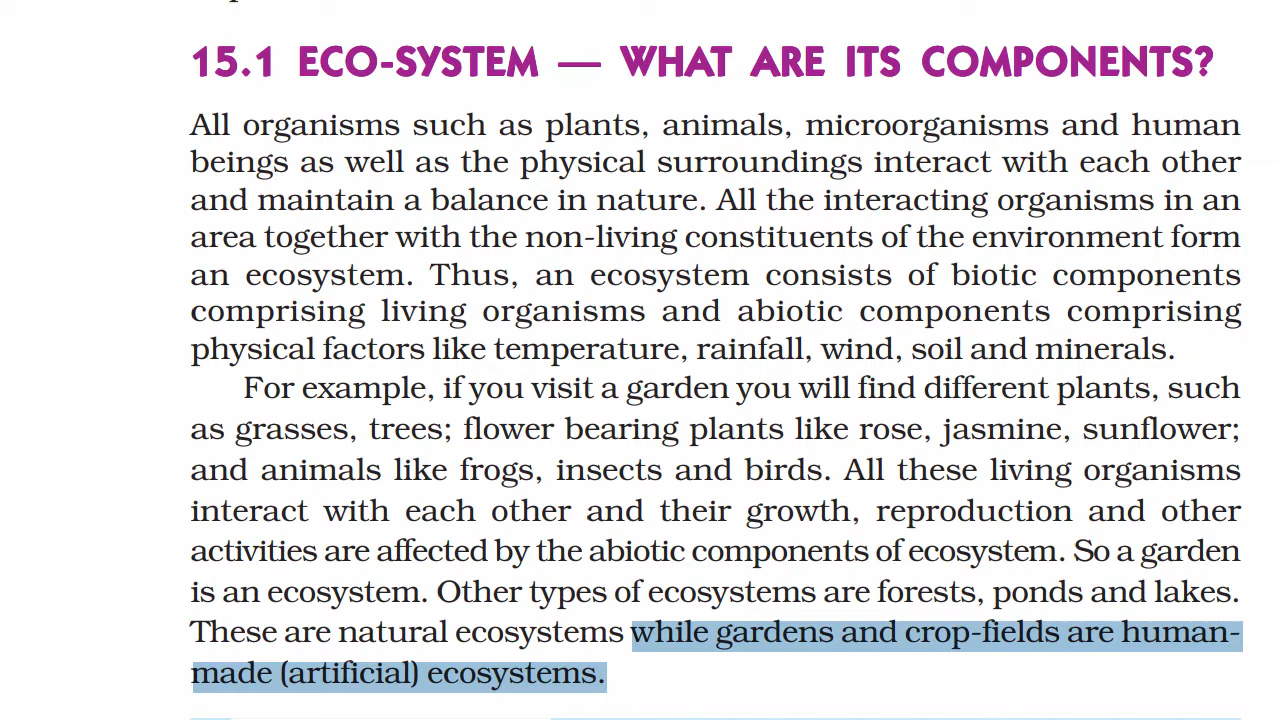 15.1 ECO-SYSTEM — WHAT ARE ITS COMPONENTS?
All organisms such as plants, animals, microorganisms and human
beings as well as the physical surroundings interact with each other
and maintain a balance in nature. All the interacting organisms in an
area together with the non-living constituents of the environment form
an ecosystem. Thus, an ecosystem consists of biotic components
comprising living organisms and abiotic components comprising
physical factors like temperature, rainfall, wind, soil and minerals.
For example, if you visit a garden you will find different plants, such
as grasses, trees; flower bearing plants like rose, jasmine, sunflower;
and animals like frogs, insects and birds. All these living organisms
interact with each other and their growth, reproduction and other
activities are affected by the abiotic components of ecosystem. So a garden
is an ecosystem. Other types of ecosystems are forests, ponds and lakes.
These are natural ecosystems while gardens and crop-fields are human-
made (artificial) ecosystems.